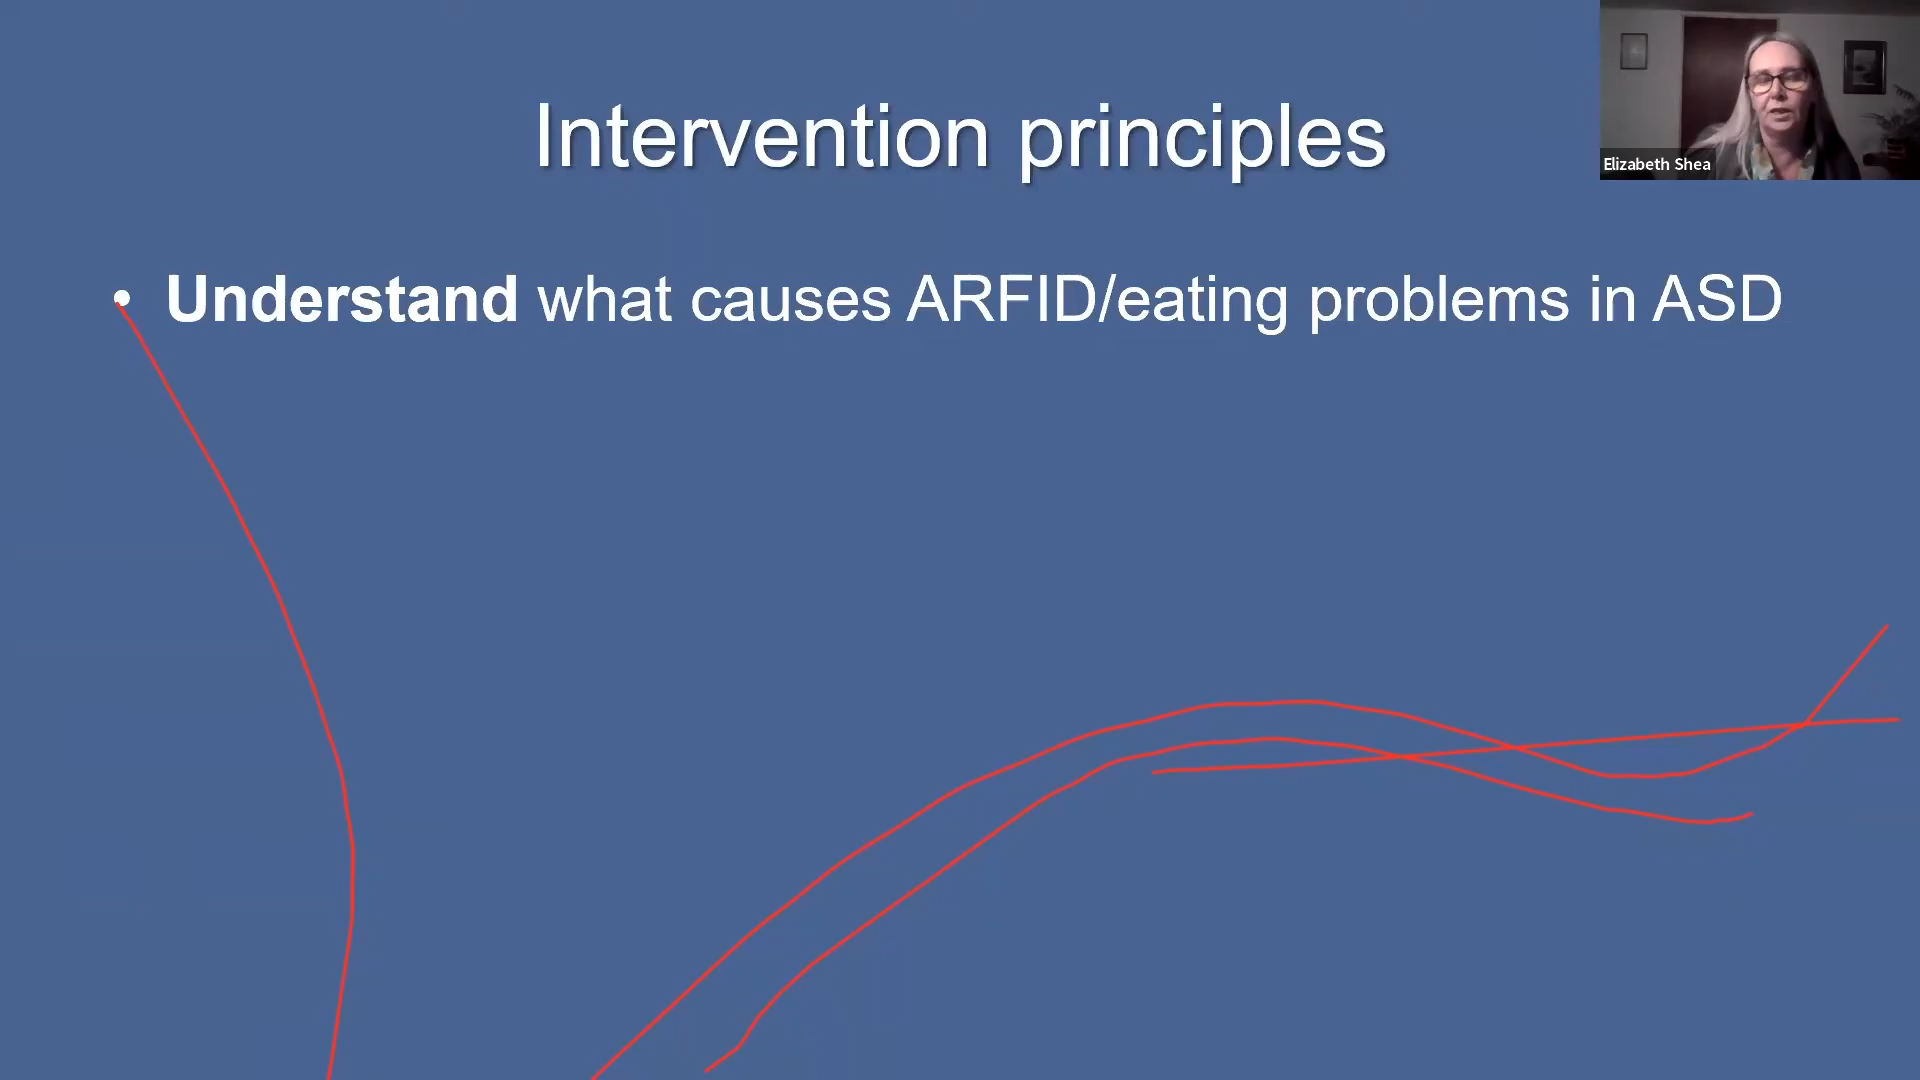 Intervention principles
Elizabeth Shea
• Understand what causes ARFID/eating problems in ASD